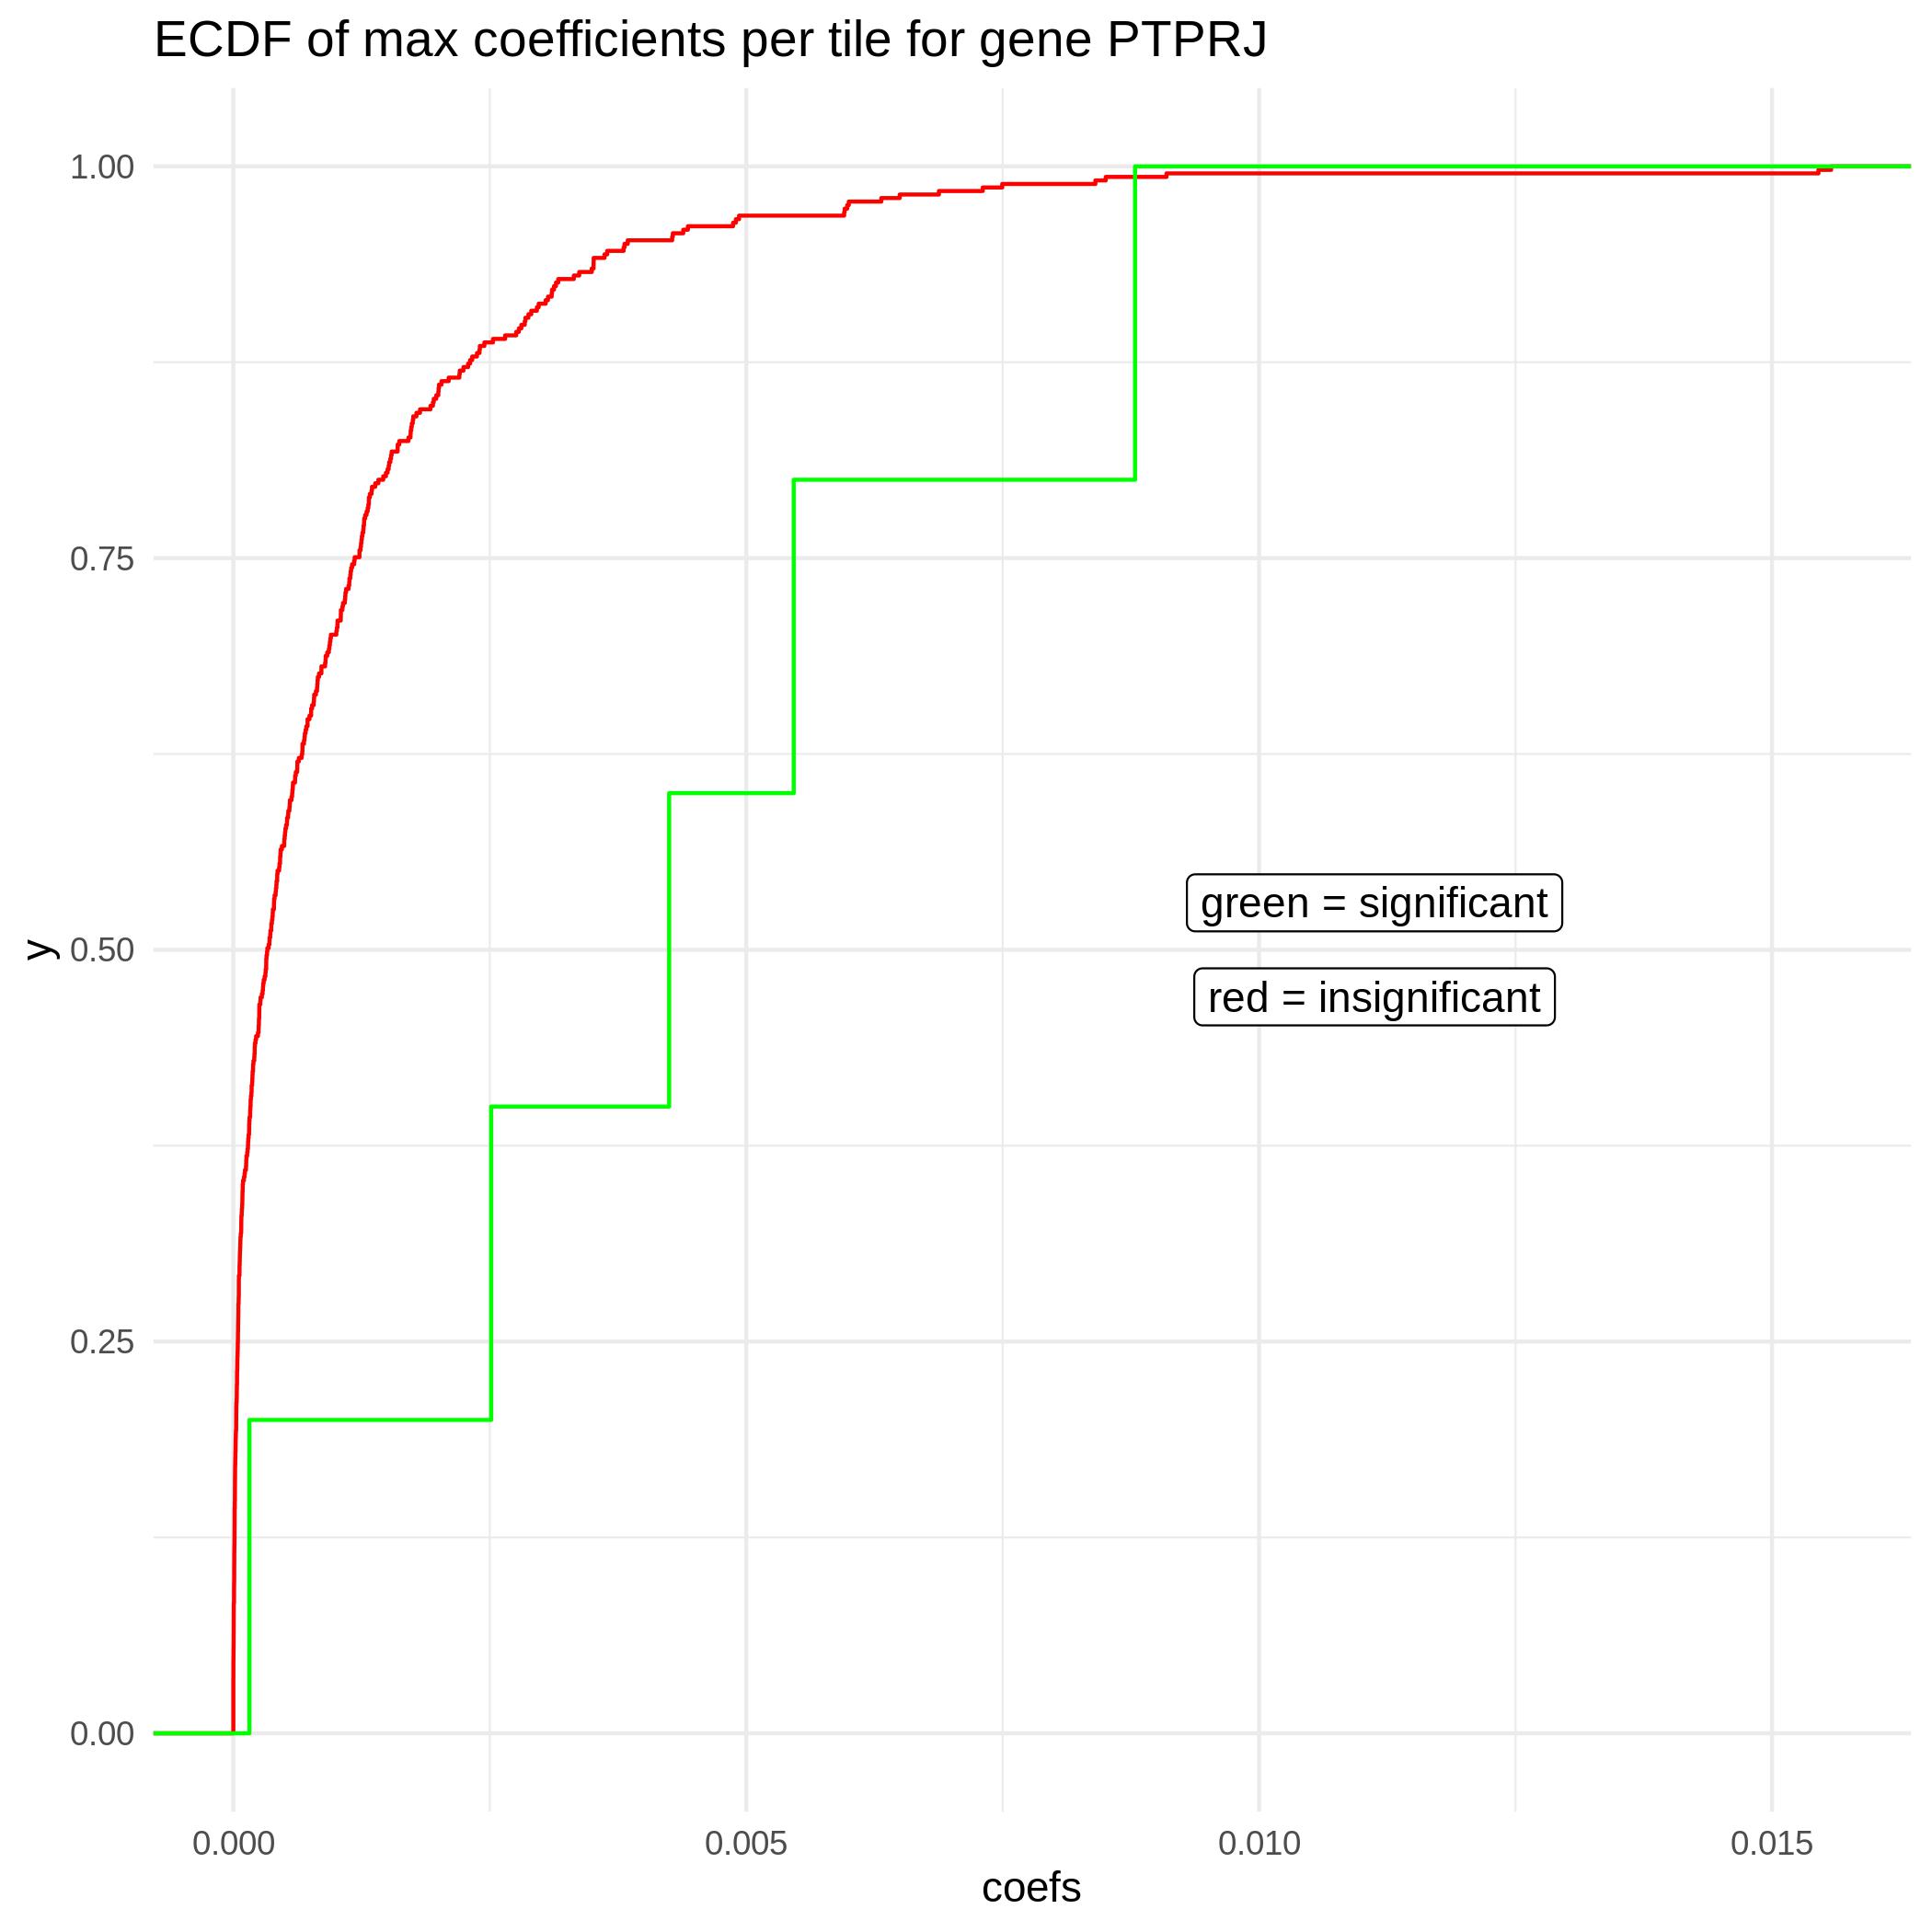 ECDF of max coefficients per tile for gene PTPRJ
1.00
0.75
0.50
0.25
0.00
y
green = significant
red = insignificant
0.000 0.005 0.010 0.015
coefs